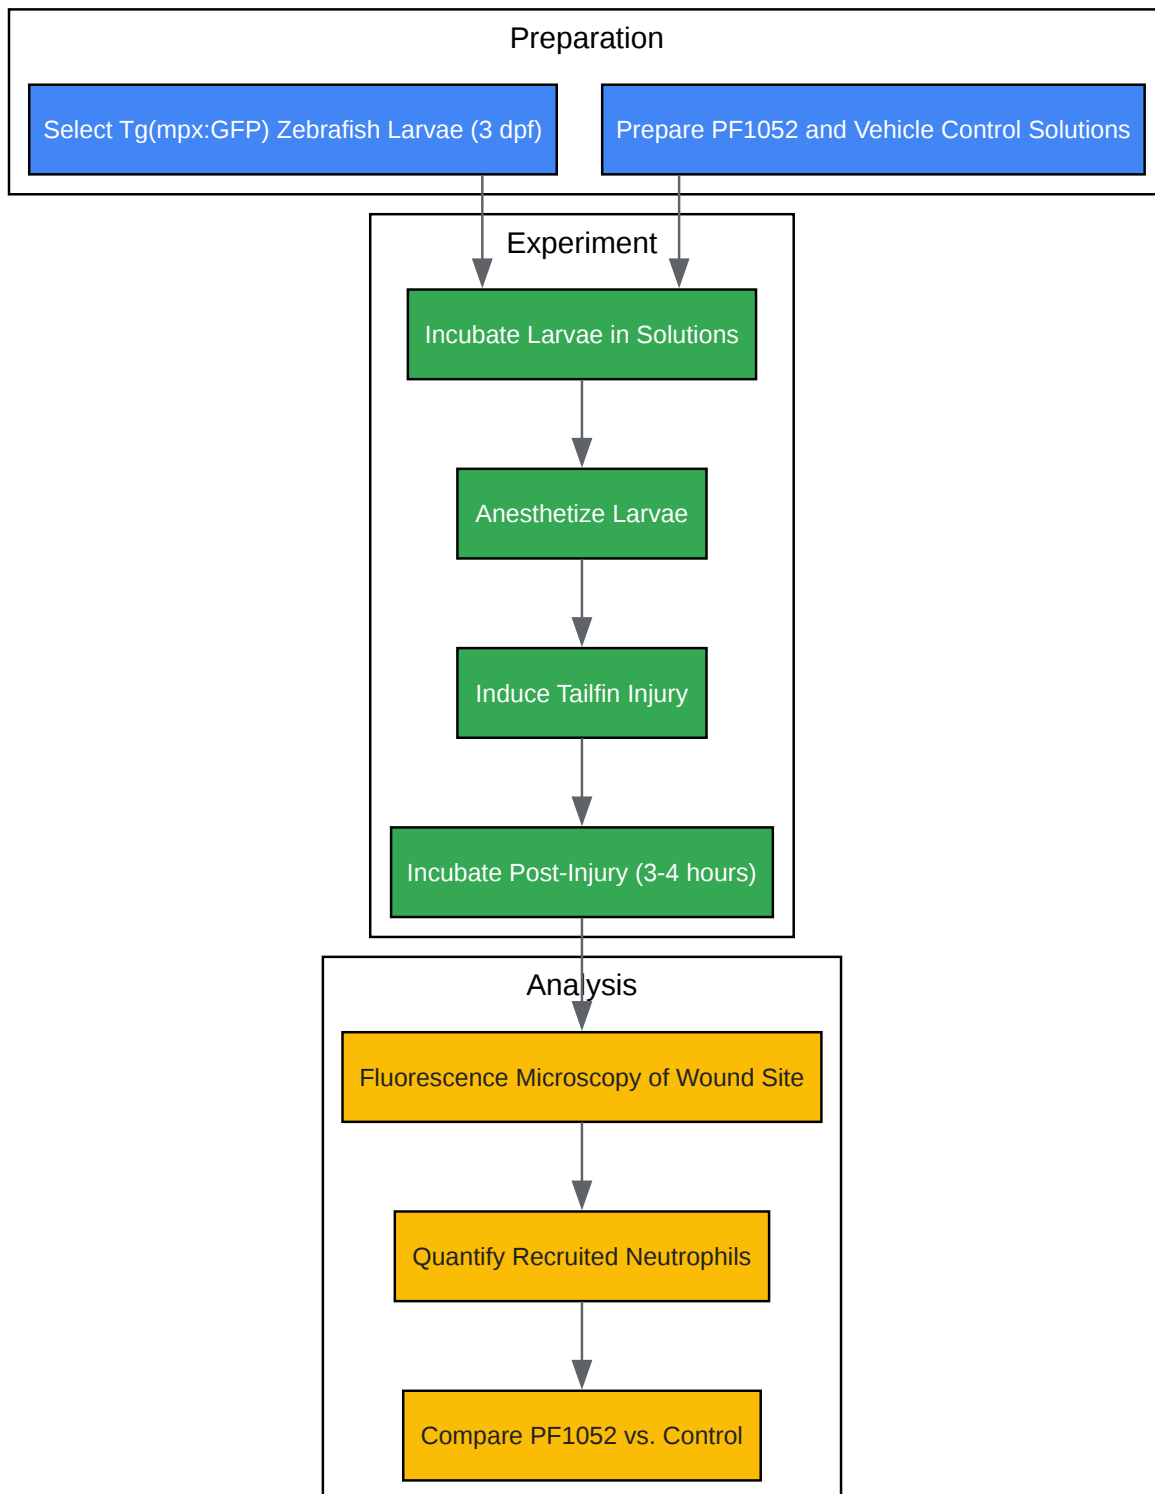 Preparation
Select Tg(mpx:GFP) Zebrafish Larvae (3 dpf)
Prepare PF1052 and Vehicle Control Solutions
Experiment
Incubate Larvae in Solutions
Anesthetize Larvae
Induce Tailfin Injury
Incubate Post-Injury (3-4 hours)
Analysis
Fluorescence Microscopy of Wound Site
Quantify Recruited Neutrophils
Compare PF1052 vs. Control